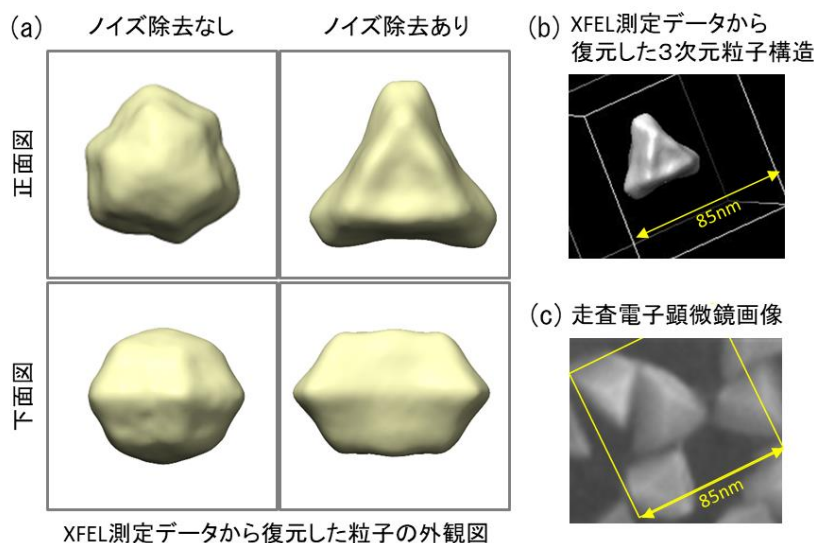 (a)
ノイズ除去なし
ノイズ除去あり
正面図
下面図
XFEL測定データから復元した粒子の外観図
(b) XFEL測定データから
復元した3次元粒子構造
85nm
(c) 走査電子顕微鏡画像
85nm